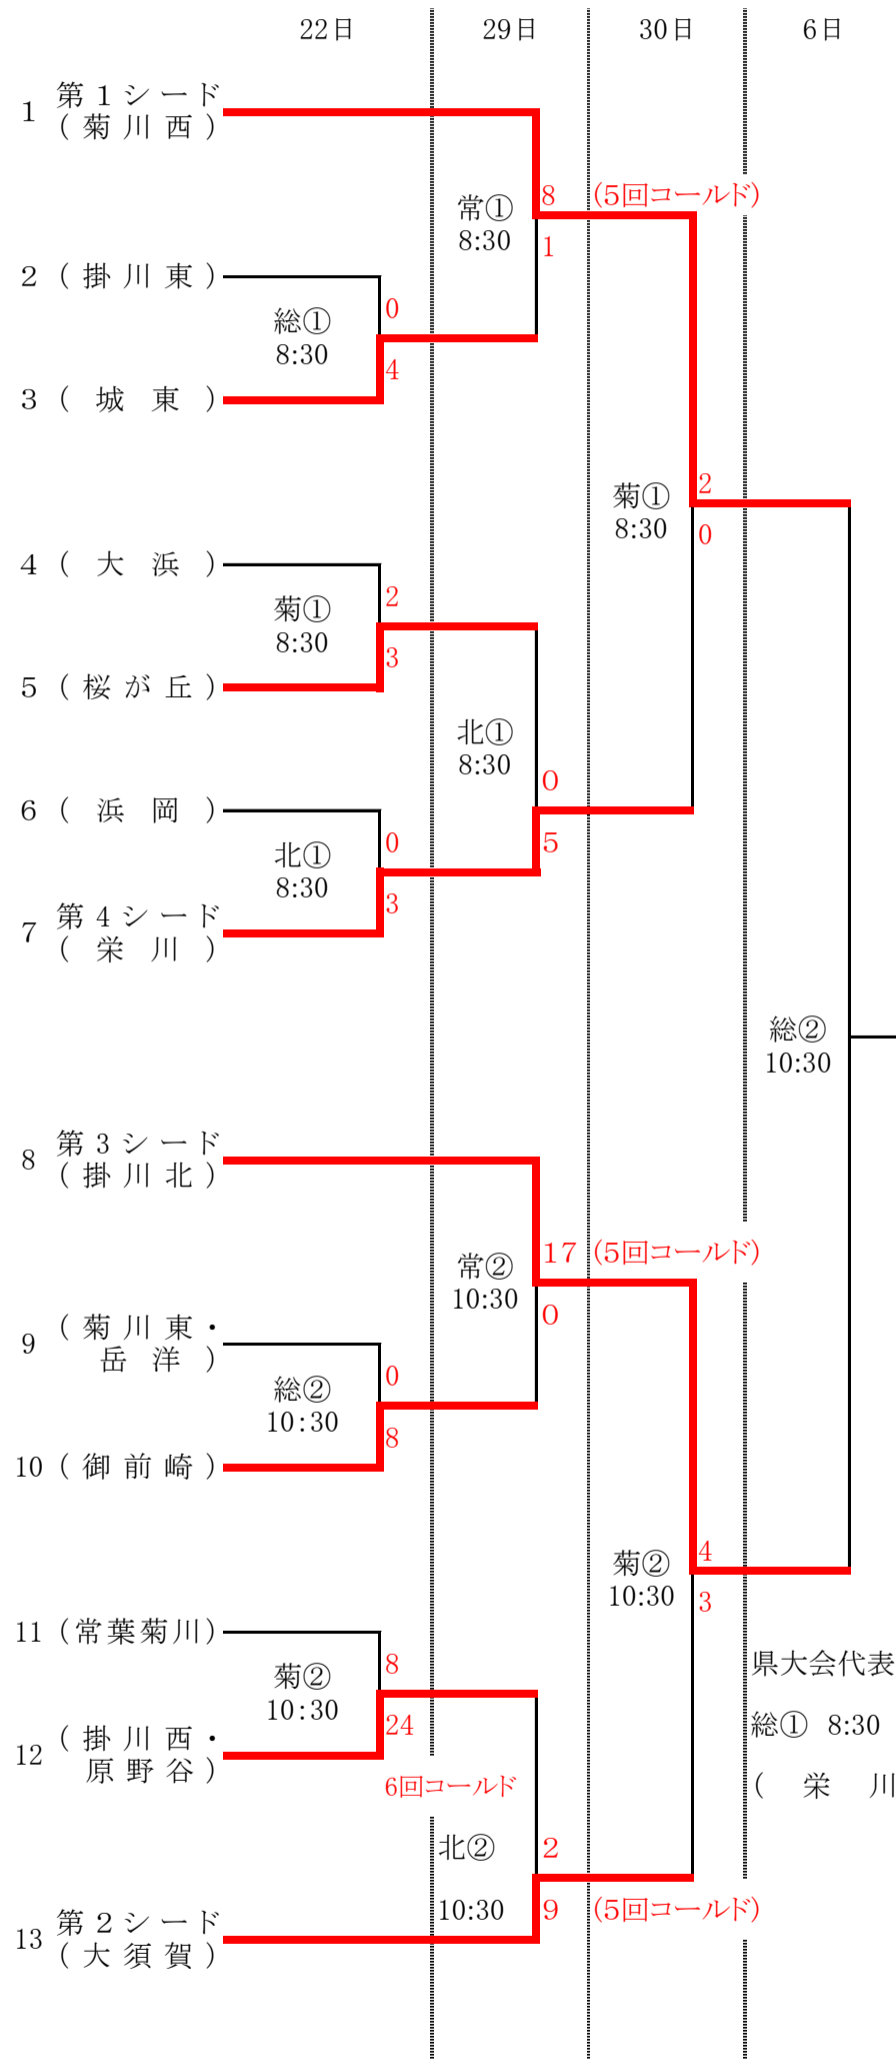 22日 29日 30日 6日
1 第1シード
(菊川西)
8 (5回コールド)
常①
8:30
1
2 (掛川東)
0
総①
8:30
4
3 (城東)
2
菊①
8:30
0
4 (大浜)
2
菊①
8:30
3
5 (桜が丘)
北①
8:30
0
6 (浜岡)
0
5
北①
8:30
3
7 第4シード
(栄川)
総②
10:30
8 第3シード
(掛川北)
17 (5回コールド)
常②
10:30
0
9 (菊川東・
岳洋)
0
総②
10:30
8
10 (御前崎)
4
菊②
10:30
3
11 (常葉菊川)
8
菊②
10:30
24
12 (掛川西・
原野谷)
6回コールド
県大会代表
総① 8:30
(栄川
北②
2
10:30
9 (5回コールド)
13 第2シード
(大須賀)